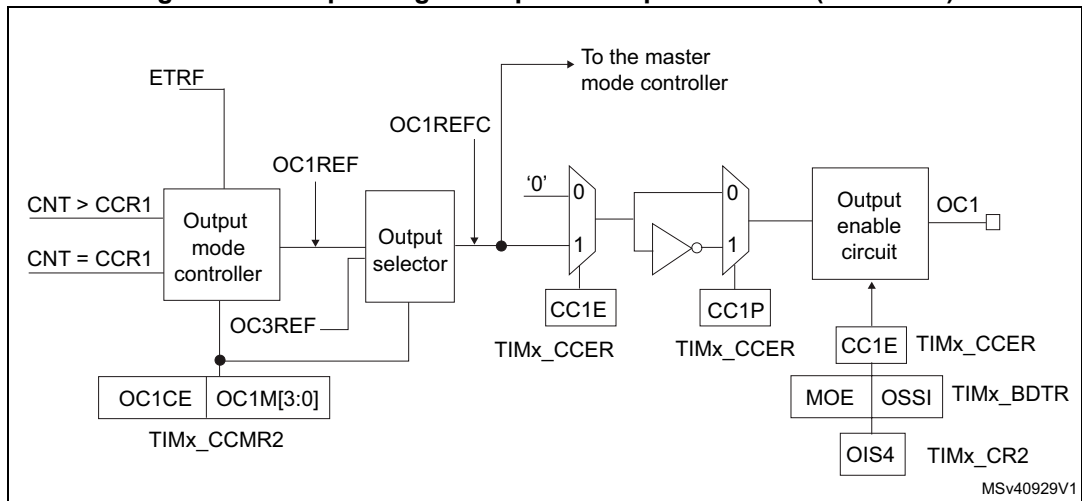 To the master
mode controller
ETRF
OC1REFC
OC1REF
'0'
0
0
CNT > CCR1
Output
mode
controller
Output
selector
Output
enable
circuit
OC1
CNT = CCR1
1
1
OC3REF
CC1E
CC1P
TIMx_CCER
TIMx_CCER
CC1E
TIMx_CCER
OC1CE
OC1M[3:0]
MOE
OSSI
TIMx_BDTR
TIMx_CCMR2
OIS4
TIMx_CR2
MSv40929V1